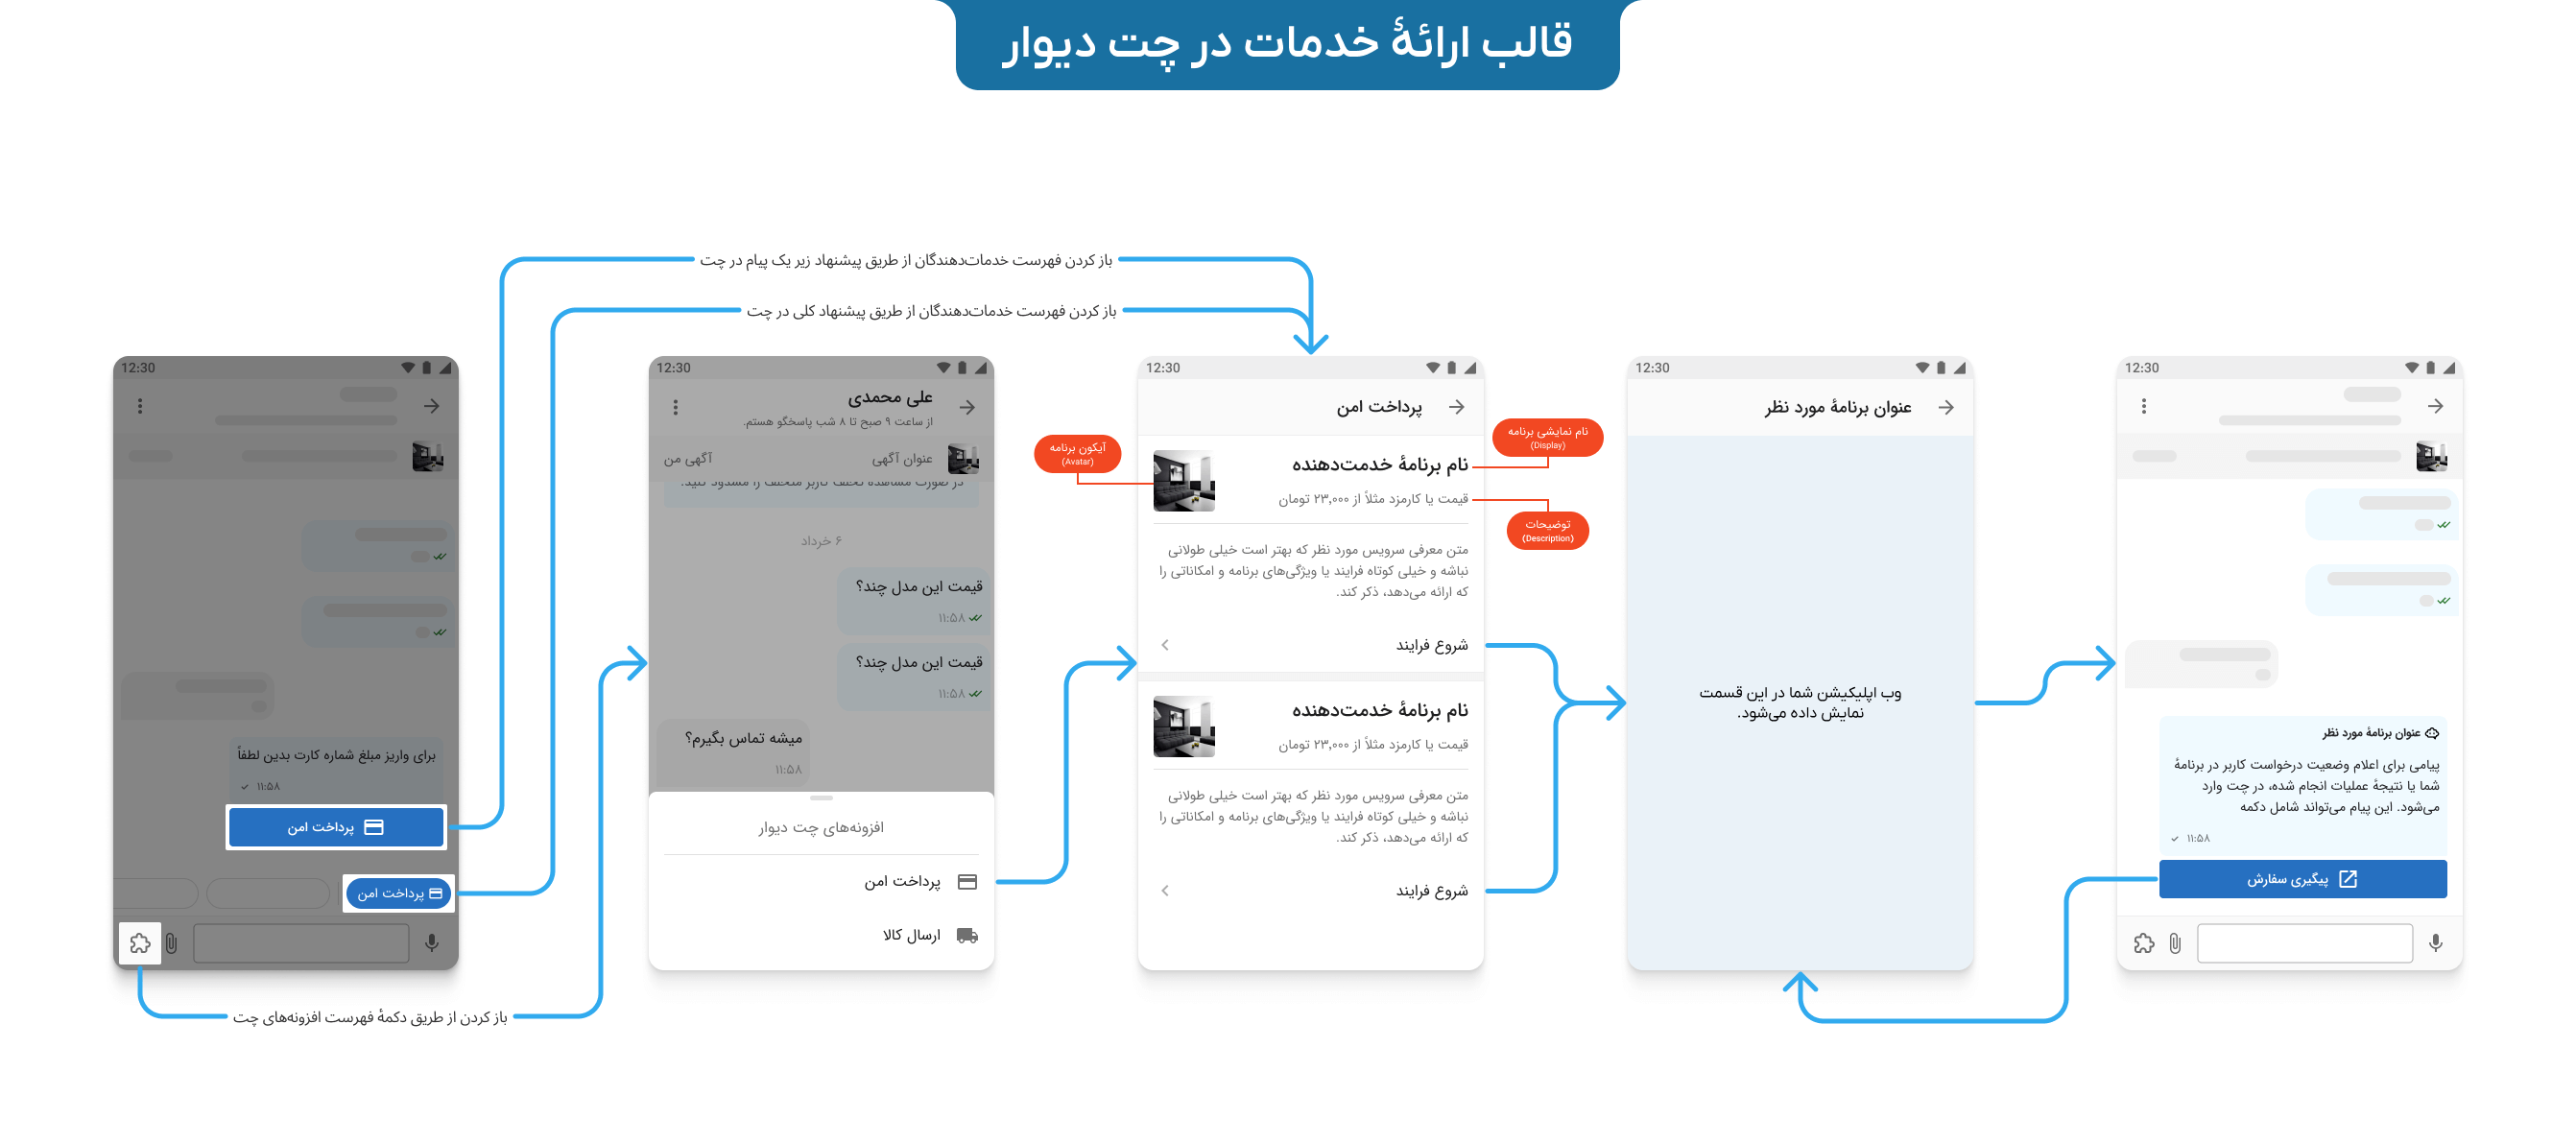 قالب ارائهٔ خدمات در چت دیوار
باز کردن فهرست خدمات‌دهندگان از طریق پیشنهاد زیر یک پیام در چت
باز کردن فهرست خدمات‌دهندگان از طریق پیشنهاد کلی در چت
12:30
برای واریز مبلغ شماره کارت بدین لطفاً
۱۱:۵۸
پرداخت امن
پرداخت امن
باز کردن از طریق دکمهٔ فهرست افزونه‌های چت
12:30
علی محمدی
از ساعت ۹ صبح تا ۸ شب پاسخگو هستم.
عنوان آگهی
آگهی من
در صورت مشاهده تخلف کاربر متخلف را مسدود کنید.
۶ خرداد
قیمت این مدل چند؟
۱۱:۵۸
قیمت این مدل چند؟
۱۱:۵۸
میشه تماس بگیرم؟
۱۱:۵۸
افزونه‌های چت دیوار
پرداخت امن
ارسال کالا
12:30
پرداخت امن
آیکون برنامه
(Avatar)
نام نمایشی برنامه
(Display)
نام برنامهٔ خدمت‌دهنده
قیمت یا کارمزد مثلاً از ۲۳,۰۰۰ تومان
توضیحات
(Description)
متن معرفی سرویس مورد نظر که بهتر است خیلی طولانی
نباشه و خیلی کوتاه فرایند یا ویژگی‌های برنامه و امکاناتی را
که ارائه می‌دهد، ذکر کند.
شروع فرایند
نام برنامهٔ خدمت‌دهنده
قیمت یا کارمزد مثلاً از ۲۳,۰۰۰ تومان
متن معرفی سرویس مورد نظر که بهتر است خیلی طولانی
نباشه و خیلی کوتاه فرایند یا ویژگی‌های برنامه و امکاناتی را
که ارائه می‌دهد، ذکر کند.
شروع فرایند
12:30
عنوان برنامهٔ مورد نظر
وب اپلیکیشن شما در این قسمت
نمایش داده می‌شود.
12:30
عنوان برنامهٔ مورد نظر
پیامی برای اعلام وضعیت درخواست کاربر در برنامهٔ
شما یا نتیجهٔ عملیات انجام شده، در چت وارد
می‌شود. این پیام می‌تواند شامل دکمه
۱۱:۵۸
پیگیری سفارش